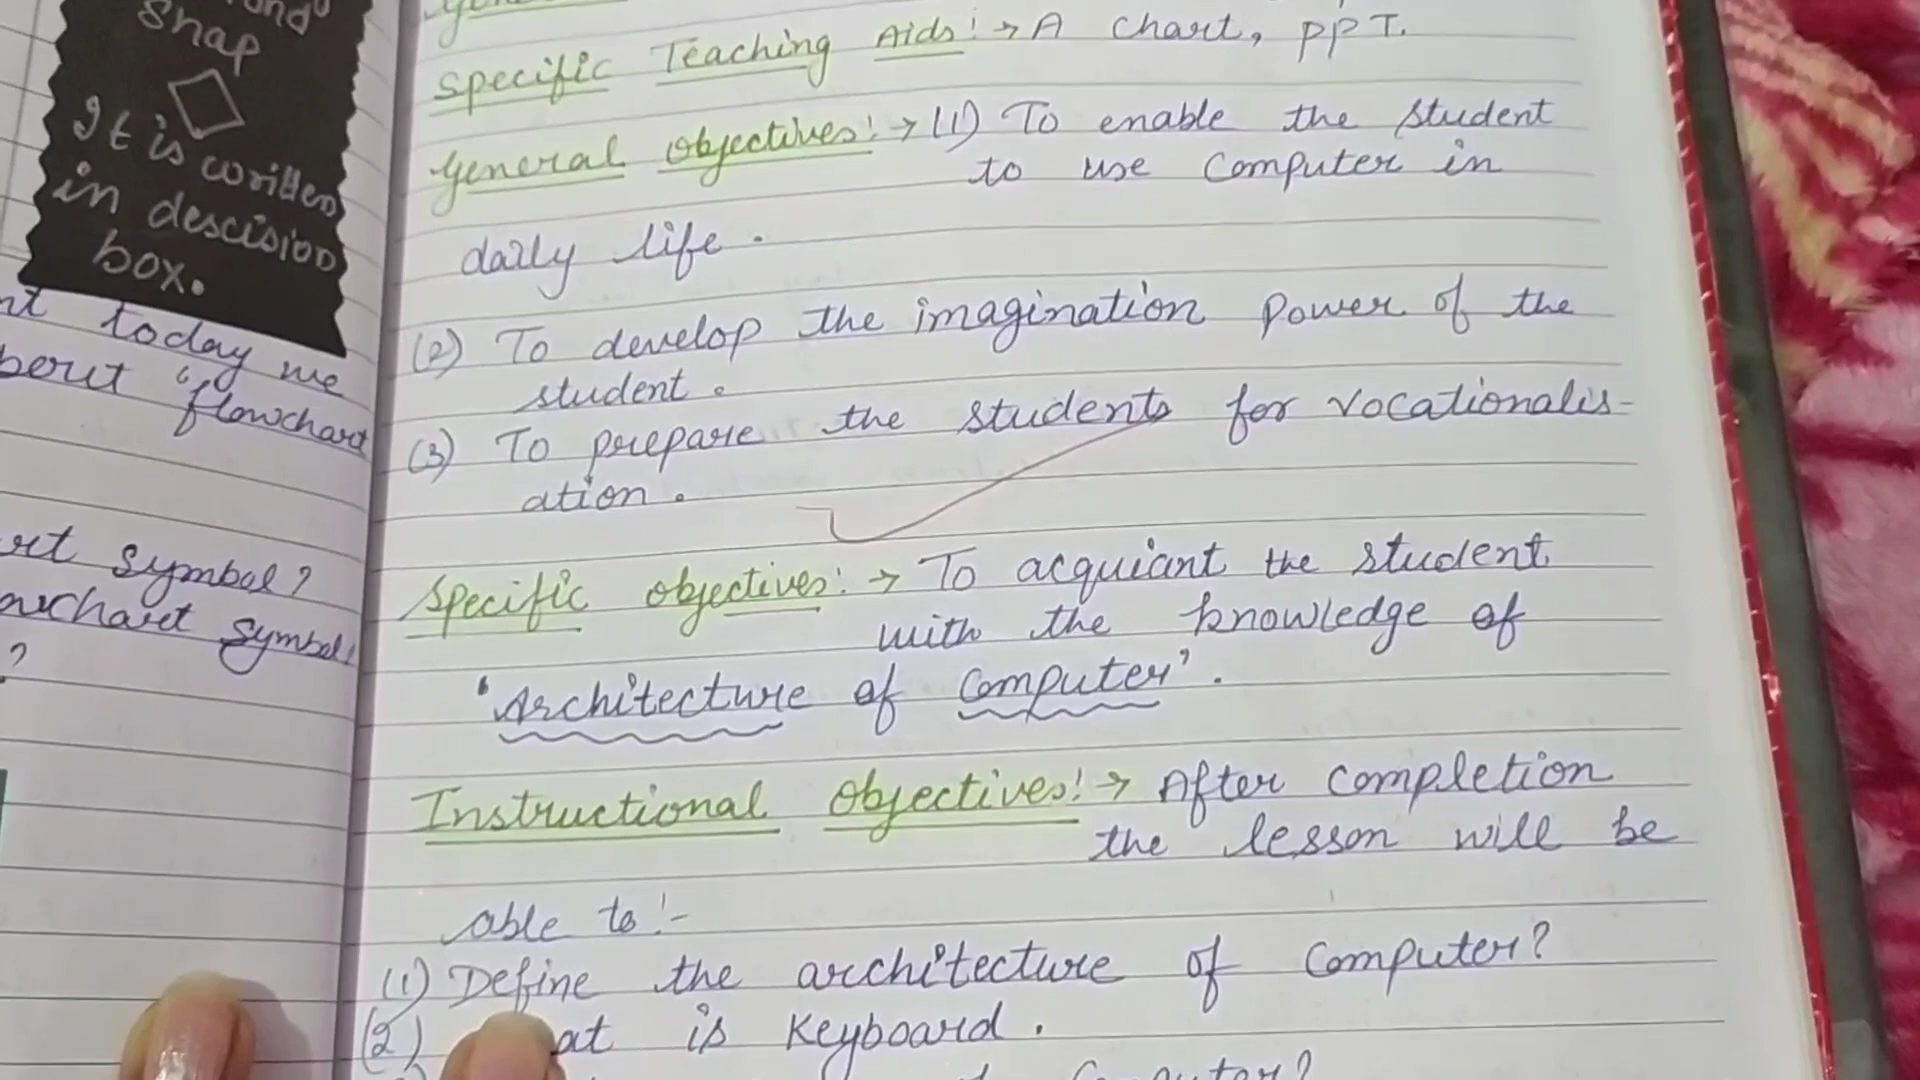 snap
It is written
in descision
box.
today we
flowchart
symbol?
symbol
?
Specific Teaching Aids:→ A chart, PPT.
General objectives:→ (1) To enable the student
to use computer in
daily life.
(2) To develop the imagination power of the
student.
(3) To prepare the students for vocationalis-
ation.
Specific objectives:→ To acquiant the student
with the knowledge of
'Architecture of computer'.
Instructional objectives:→ After completion
the lesson will be
able to:-
(1) Define the architecture of computer?
(2) at is keyboard.